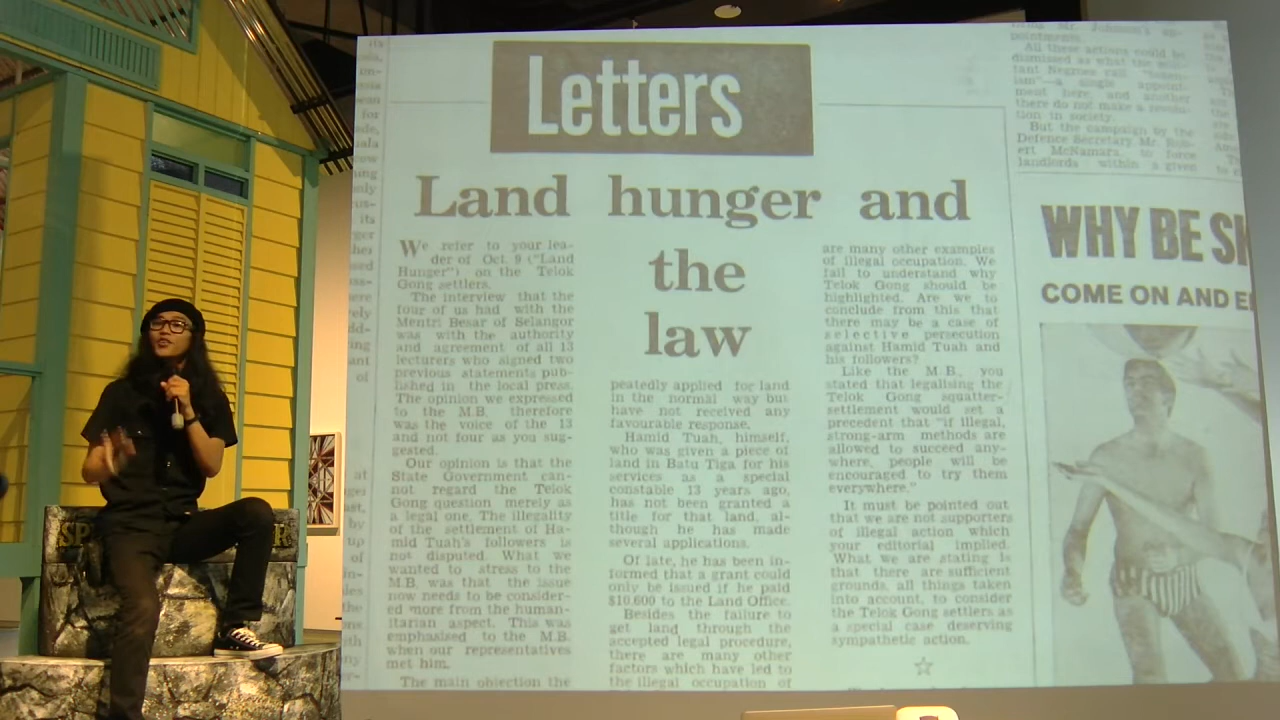 Letters
Land hunger and
the
law
We refer to your lea-
der of Oct. 9 ("Land
Hunger") on the Telok
Gong settlers.
The interview that the
four of us had with the
Mentri Besar of Selangor
was with the authority
and agreement of all 13
lecturers who signed two
previous statements pub-
lished in the local press.
The opinion we expressed
to the M.B. therefore
was the voice of the 13
and not four as you sug-
gested.
Our opinion is that the
State Government can-
not regard the Telok
Gong question merely as
a legal one. The illegality
of the settlement of Ha-
mid Tuah's followers is
not disputed. What we
wanted to stress to the
M.B. was that the issue
now needs to be consider-
ed more from the human-
itarian aspect. This was
emphasised to the M.B.
when our representatives
met him.
The main objection the
peatedly applied for land
in the normal way but
have not received any
favourable response.
Hamid Tuah, himself,
who was given a piece of
land in Batu Tiga for his
services as a special
constable 13 years ago,
has not been granted a
title for that land, al-
though he has made
several applications.
Of late, he has been in-
formed that a grant could
only be issued if he paid
$10,600 to the Land Office.
Besides the failure to
get land through the
accepted legal procedure,
there are many other
factors which have led to
the illegal occupation of
are many other examples
of illegal occupation. We
fail to understand why
Telok Gong should be
highlighted. Are we to
conclude from this that
there may be a case of
selective persecution
against Hamid Tuah and
his followers?
Like the M.B., you
stated that legalising the
Telok Gong squatter-
settlement would set a
precedent that "if illegal,
strong-arm methods are
allowed to succeed any-
where, people will be
encouraged to try them
everywhere."
It must be pointed out
that we are not supporters
of illegal action which
your editorial implied.
What we are stating is
that there are sufficient
grounds, all things taken
into account, to consider
the Telok Gong settlers as
a special case deserving
sympathetic action.
All these actions could be
dismissed as what the mili-
tant Negroes call "token-
ism" — a single appoint-
ment here and another
there do not make a revolu-
tion in society.
But the campaign by the
Defence Secretary Mr. Rob-
ert McNamara, to force
landlords within a given
WHY BE
COME ON AND